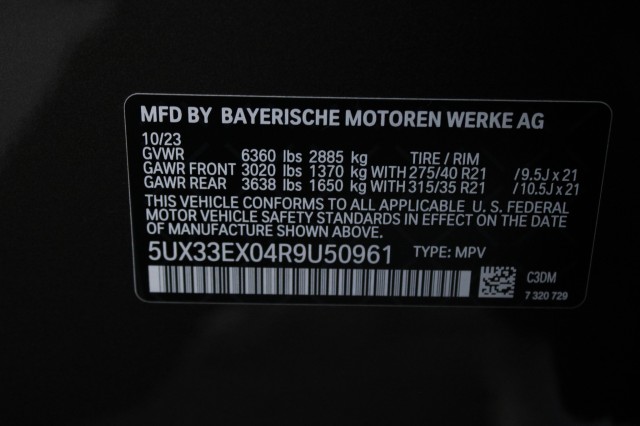 MFD BY BAYERISCHE MOTOREN WERKE AG
10/23
GVWR 6360 lbs 2885 kg TIRE / RIM
GAWR FRONT 3020 lbs 1370 kg WITH 275/40 R21 / 9.5J x 21
GAWR REAR 3638 lbs 1650 kg WITH 315/35 R21 / 10.5J x 21
THIS VEHICLE CONFORMS TO ALL APPLICABLE U. S. FEDERAL
MOTOR VEHICLE SAFETY STANDARDS IN EFFECT ON THE DATE
OF MANUFACTURE SHOWN ABOVE.
5UX33EX04R9U50961 TYPE: MPV
C3DM
7 320 729